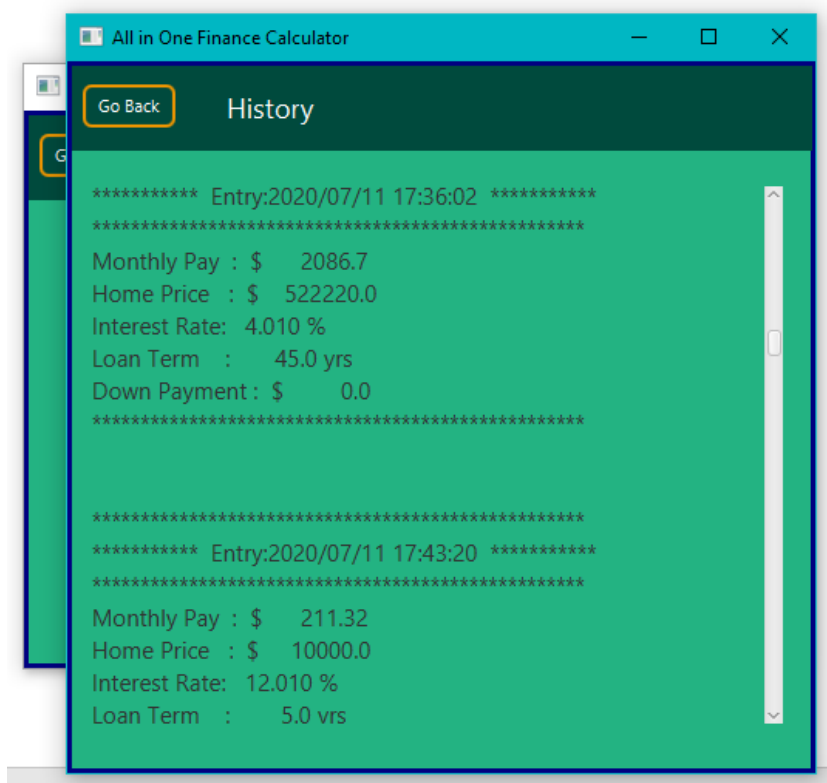 All in One Finance Calculator
Go Back
History
G
*********** Entry:2020/07/11 17:36:02 ***********
***************************************************
Monthly Pay : $ 2086.7
Home Price : $ 522220.0
Interest Rate: 4.010 %
Loan Term : 45.0 yrs
Down Payment : $ 0.0
***************************************************
***************************************************
*********** Entry:2020/07/11 17:43:20 ***********
***************************************************
Monthly Pay : $ 211.32
Home Price : $ 10000.0
Interest Rate: 12.010 %
Loan Term : 5.0 yrs